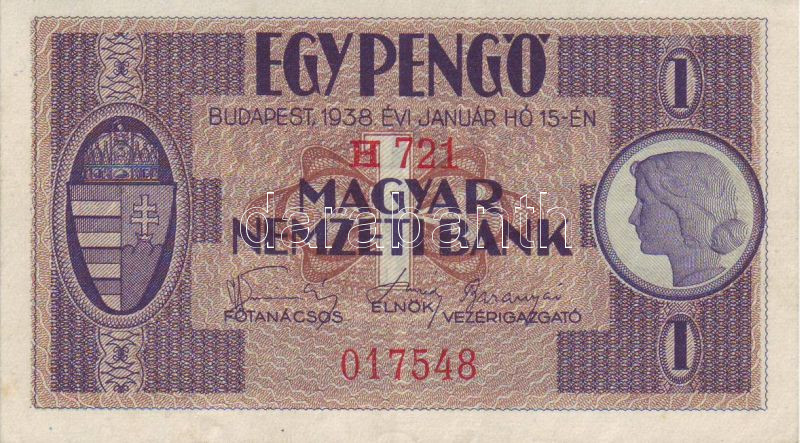 EGY PENGŐ
1
BUDAPEST, 1938. ÉVI JANUÁR HÓ 15-ÉN
721
MAGYAR
NEMZETI BANK
darabanth
FŐTANÁCSOS ELNÖK VEZÉRIGAZGATÓ
1
017548